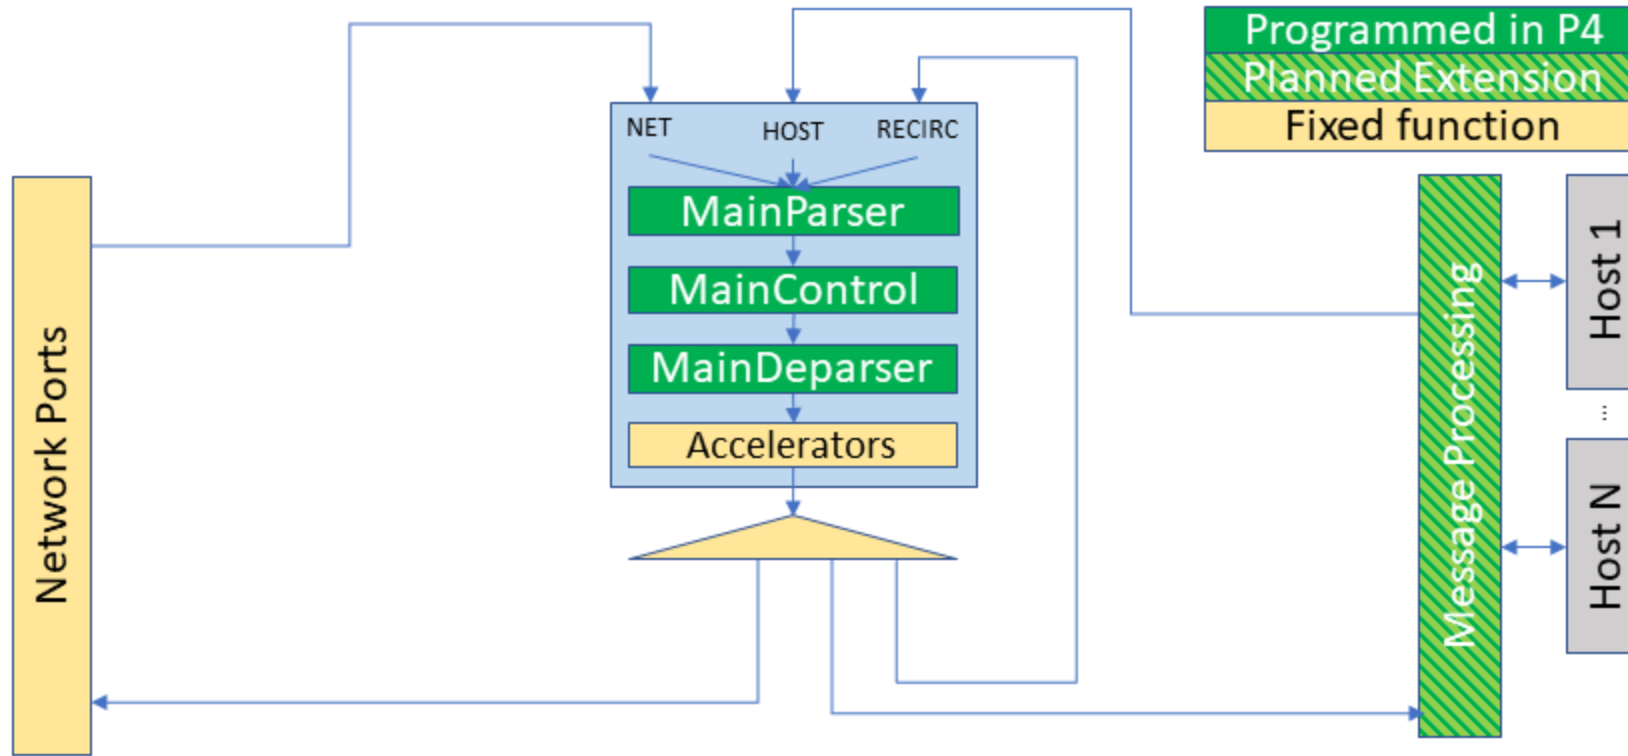 Programmed in P4
Planned Extension
Fixed function
NET
HOST
RECIRC
MainParser
MainControl
MainDeparser
Accelerators
Network Ports
Message Processing
Host 1
...
Host N